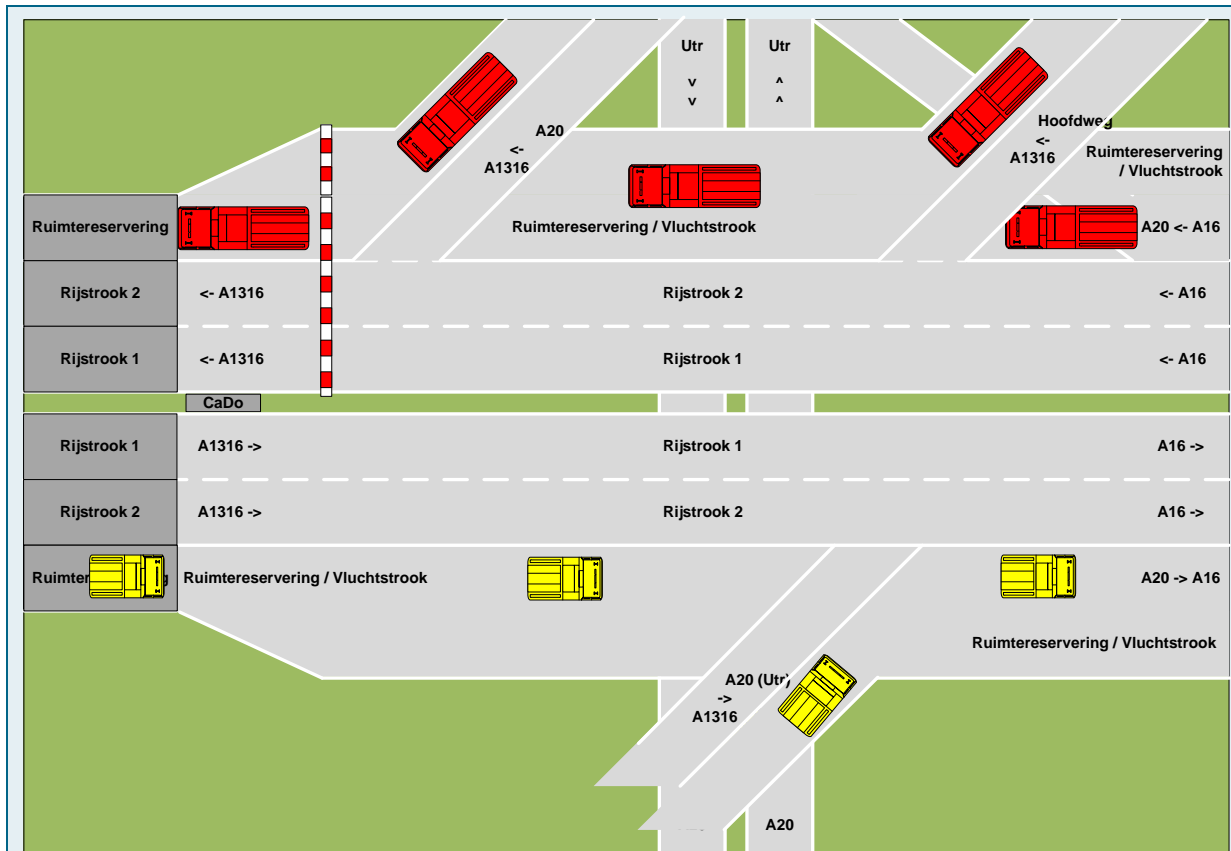 Utr
Utr
v
v
^
^
A20
<-
A1316
Hoofdweg
<-
A1316
Ruimtereservering
/ Vluchtstrook
Ruimtereservering
Ruimtereservering / Vluchtstrook
A20 <- A16
Rijstrook 2
<- A1316
Rijstrook 2
<- A16
Rijstrook 1
<- A1316
Rijstrook 1
<- A16
CaDo
Rijstrook 1
A1316 ->
Rijstrook 1
A16 ->
Rijstrook 2
A1316 ->
Rijstrook 2
A16 ->
Ruimter
Ruimtereservering / Vluchtstrook
A20 -> A16
Ruimtereservering / Vluchtstrook
A20 (Utr)
->
A1316
A20